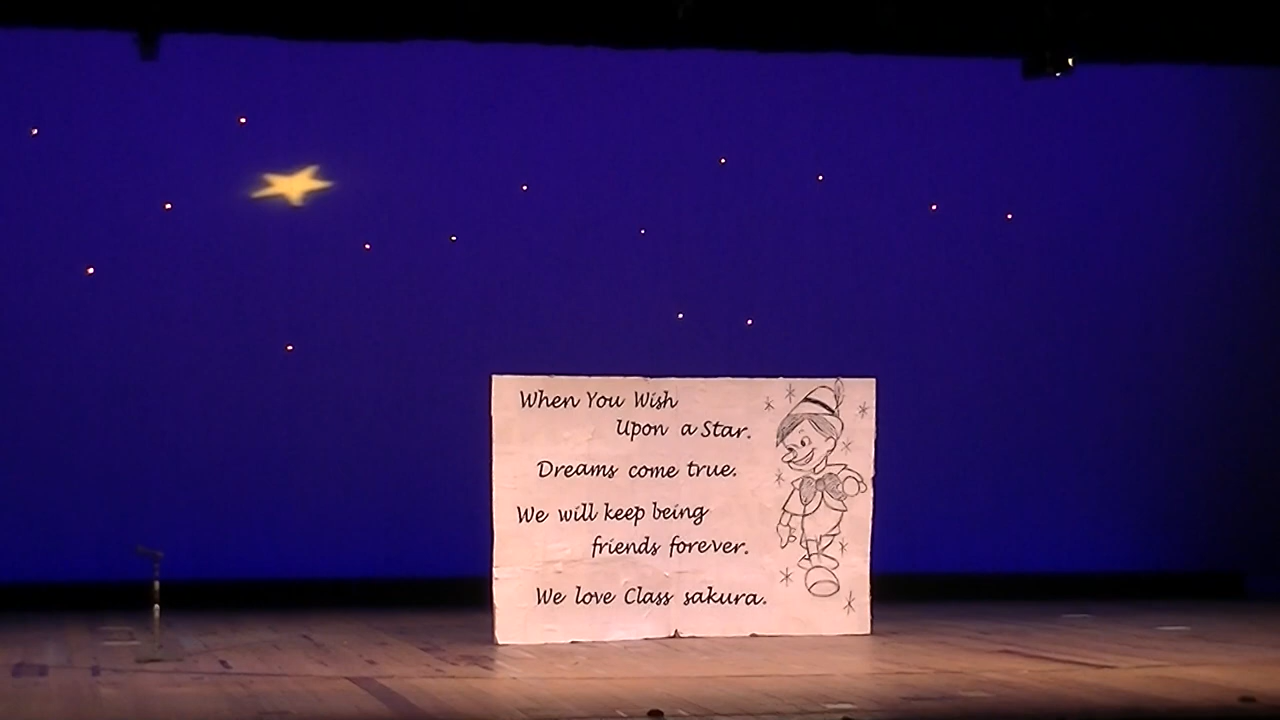 When You Wish
Upon a Star.
Dreams come true.
We will keep being
friends forever.
We love Class sakura.